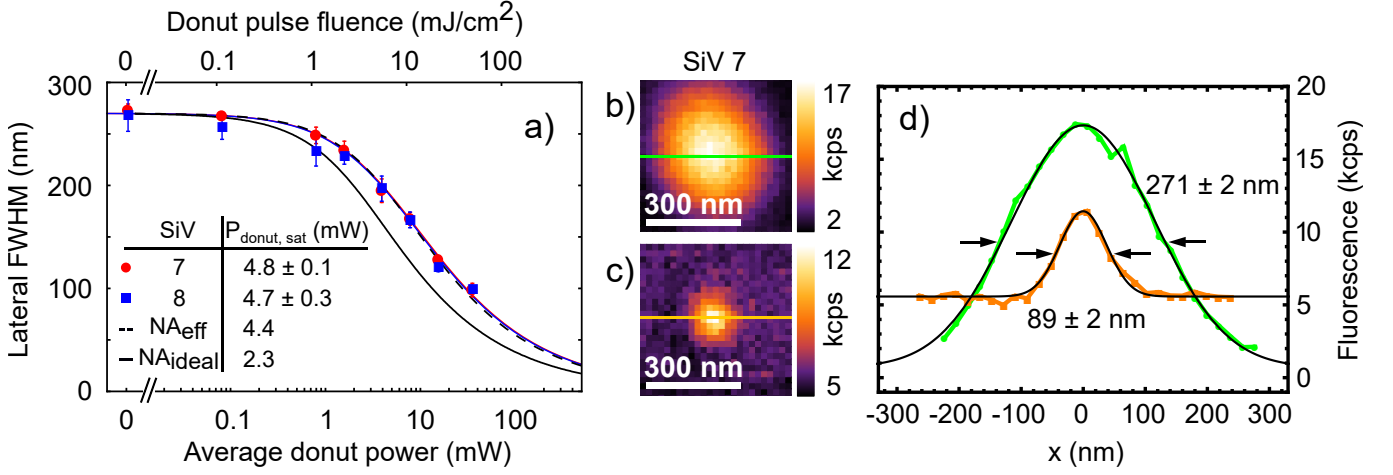 Donut pulse fluence (mJ/cm²)
0 0.1 1 10 100
300
200
100
0
Lateral FWHM (nm)
a)
SiV P_donut, sat (mW)
7 4.8 ± 0.1
8 4.7 ± 0.3
NA_eff 4.4
NA_ideal 2.3
0 0.1 1 10 100
Average donut power (mW)
SiV 7
b)
300 nm
17
kcps
2
c)
300 nm
12
kcps
5
d)
271 ± 2 nm
89 ± 2 nm
20
15
10
5
0
Fluorescence (kcps)
-300 -200 -100 0 100 200 300
x (nm)